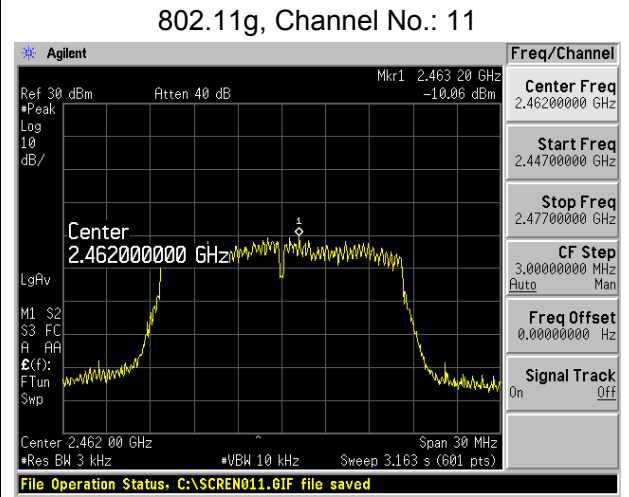 802.11g, Channel No.: 11
Agilent
Freq/Channel
Mkr1 2.463 20 GHz
Ref 30 dBm Atten 40 dB -10.06 dBm
#Peak
Log
10
dB/
1
Center
2.462000000 GHz
LgAv
M1 S2
S3 FC
A AA
£(f):
FTun
Swp
Center 2.462 00 GHz ^ Span 30 MHz
#Res BW 3 kHz #VBW 10 kHz Sweep 3.163 s (601 pts)
File Operation Status, C:\SCREN011.GIF file saved
Center Freq
2.46200000 GHz
Start Freq
2.44700000 GHz
Stop Freq
2.47700000 GHz
CF Step
3.00000000 MHz
Auto Man
Freq Offset
0.00000000 Hz
Signal Track
On Off